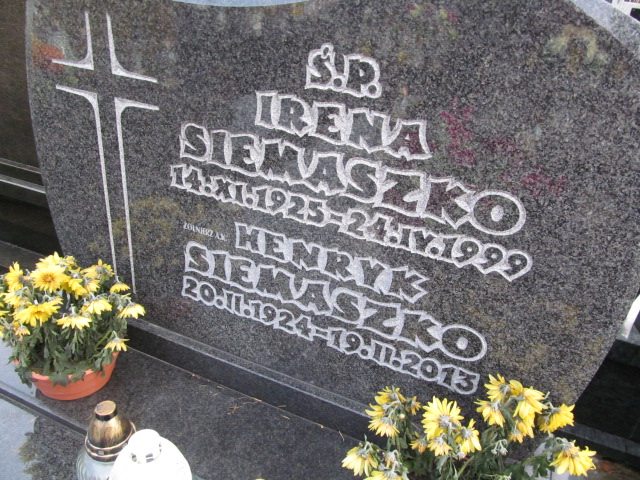 Ś.P.
IRENA
SIEMASZKO
14.XI.1925-24.IV.1999
ŻOŁNIERZ A.K. HENRYK
SIEMASZKO
20.II.1924-19.II.2013